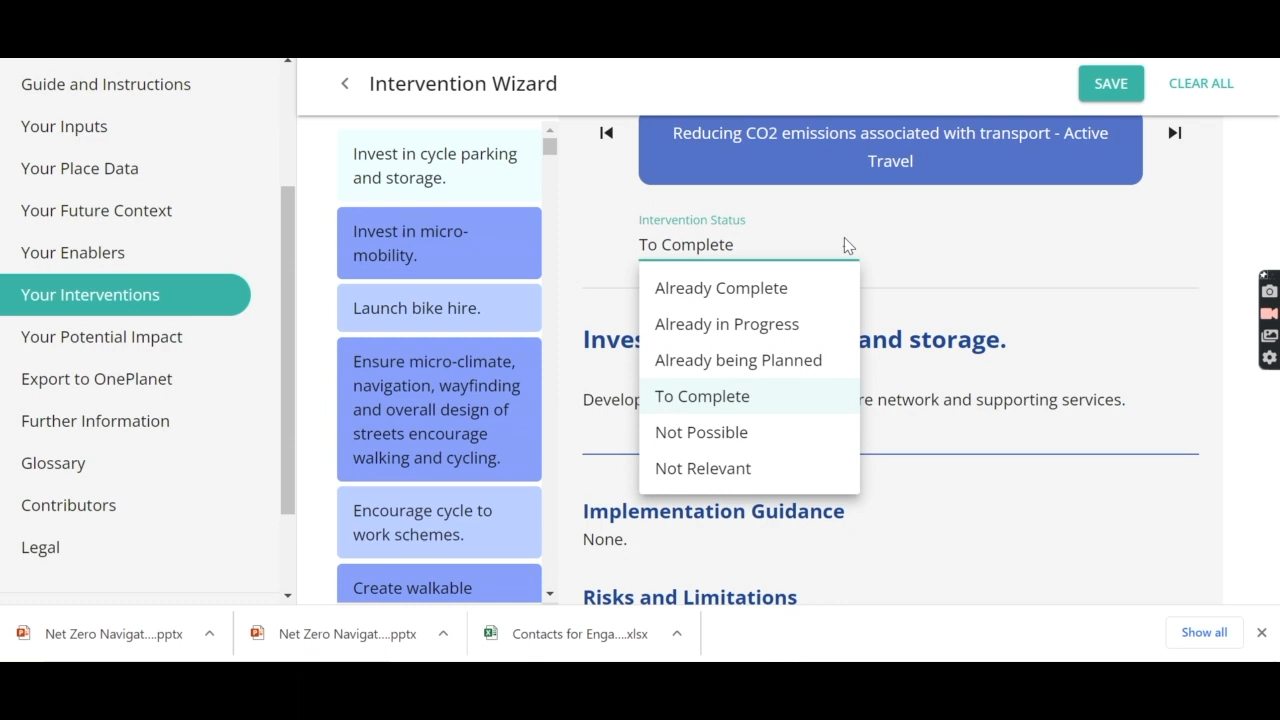 Guide and Instructions
Your Inputs
Your Place Data
Your Future Context
Your Enablers
Your Interventions
Your Potential Impact
Export to OnePlanet
Further Information
Glossary
Contributors
Legal
Intervention Wizard
SAVE
CLEAR ALL
Invest in cycle parking
and storage.
Invest in micro-
mobility.
Launch bike hire.
Ensure micro-climate,
navigation, wayfinding
and overall design of
streets encourage
walking and cycling.
Encourage cycle to
work schemes.
Create walkable
Reducing CO2 emissions associated with transport - Active
Travel
Intervention Status
To Complete
Already Complete
Already in Progress
Already being Planned
To Complete
Not Possible
Not Relevant
and storage.
network and supporting services.
Implementation Guidance
None.
Risks and Limitations
Net Zero Navigat....pptx
Net Zero Navigat....pptx
Contacts for Enga....xlsx
Show all